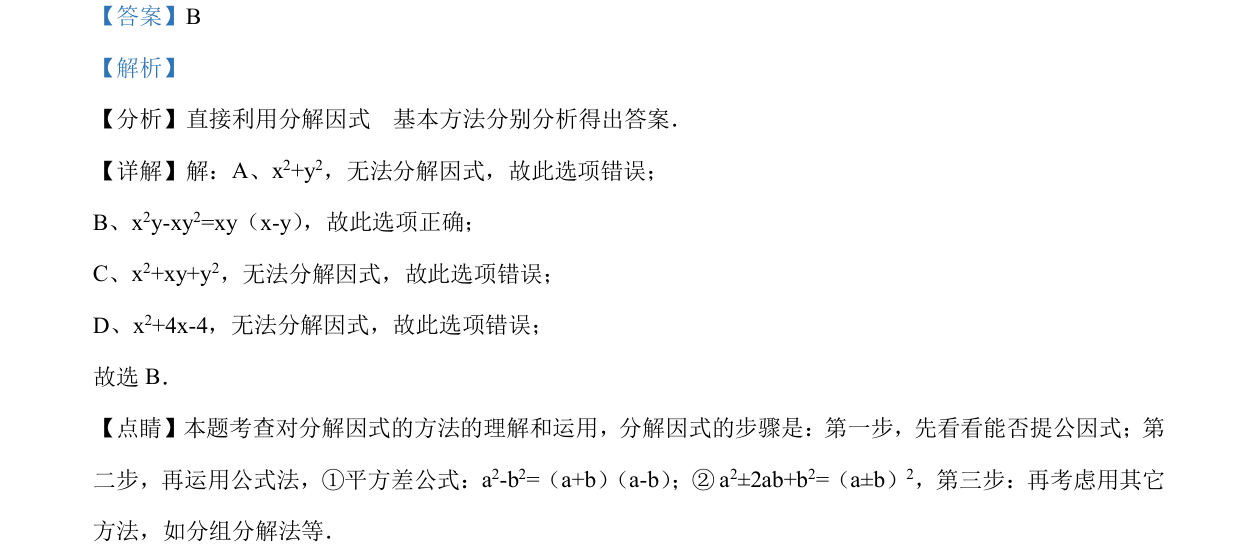 【答案】B
【解析】
【分析】直接利用分解因式 基本方法分别分析得出答案．
【详解】解：A、x²+y²，无法分解因式，故此选项错误；
B、x²y-xy²=xy（x-y），故此选项正确；
C、x²+xy+y²，无法分解因式，故此选项错误；
D、x²+4x-4，无法分解因式，故此选项错误；
故选 B．
【点睛】本题考查对分解因式的方法的理解和运用，分解因式的步骤是：第一步，先看看能否提公因式；第
二步，再运用公式法，①平方差公式：a²-b²=（a+b）（a-b）；② a²±2ab+b²=（a±b）²，第三步：再考虑用其它
方法，如分组分解法等．